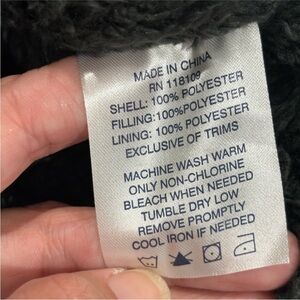 MADE IN CHINA
RN 118109
SHELL: 100% POLYESTER
FILLING: 100%POLYESTER
LINING: 100% POLYESTER
EXCLUSIVE OF TRIMS
MACHINE WASH WARM
ONLY NON-CHLORINE
BLEACH WHEN NEEDED
TUMBLE DRY LOW
REMOVE PROMPTLY
COOL IRON IF NEEDED